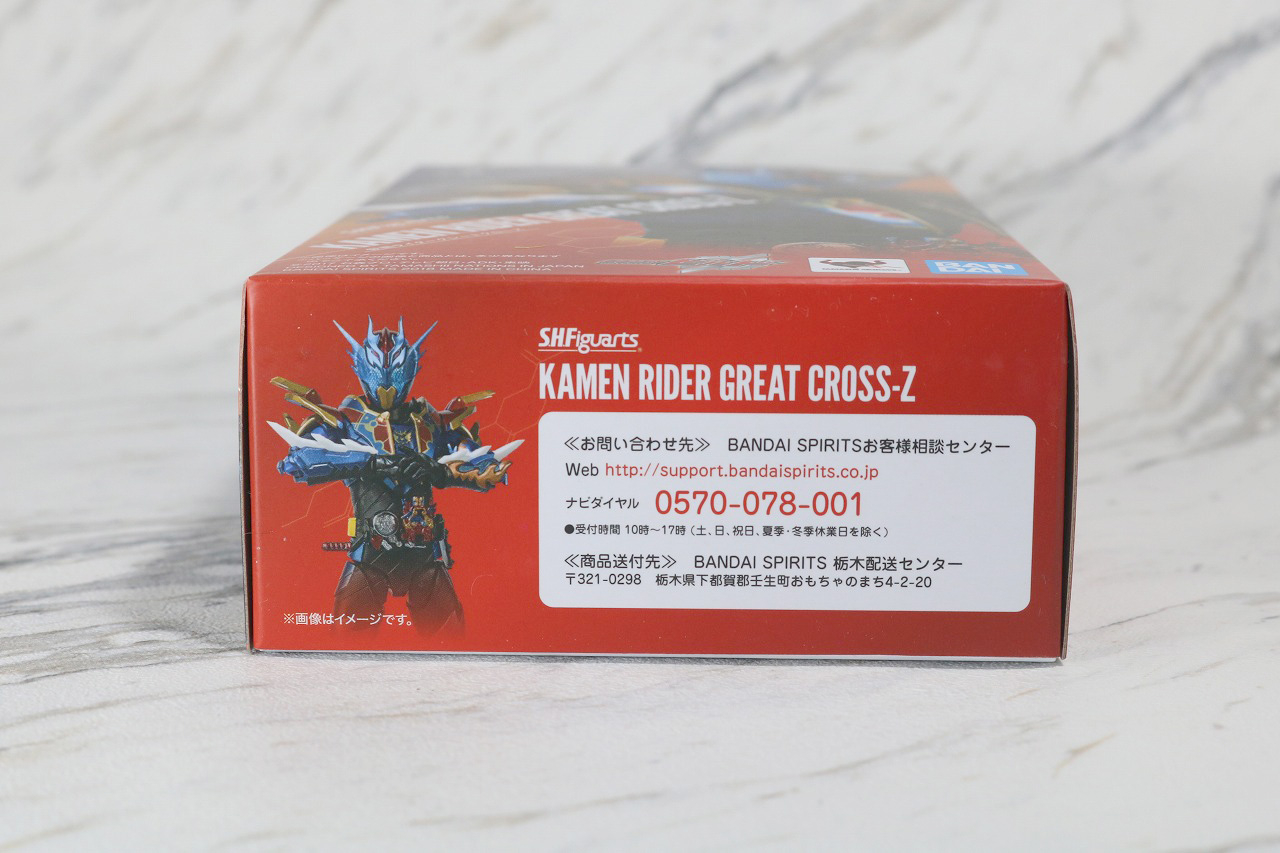 KAMEN RIDER
BANDAI
S.H.Figuarts
KAMEN RIDER GREAT CROSS-Z
≪お問い合わせ先≫ BANDAI SPIRITSお客様相談センター
Web http://support.bandaispirits.co.jp
ナビダイヤル 0570-078-001
●受付時間 10時～17時（土、日、祝日、夏季・冬季休業日を除く）
≪商品送付先≫ BANDAI SPIRITS 栃木配送センター
〒321-0298 栃木県下都賀郡壬生町おもちゃのまち4-2-20
※画像はイメージです。